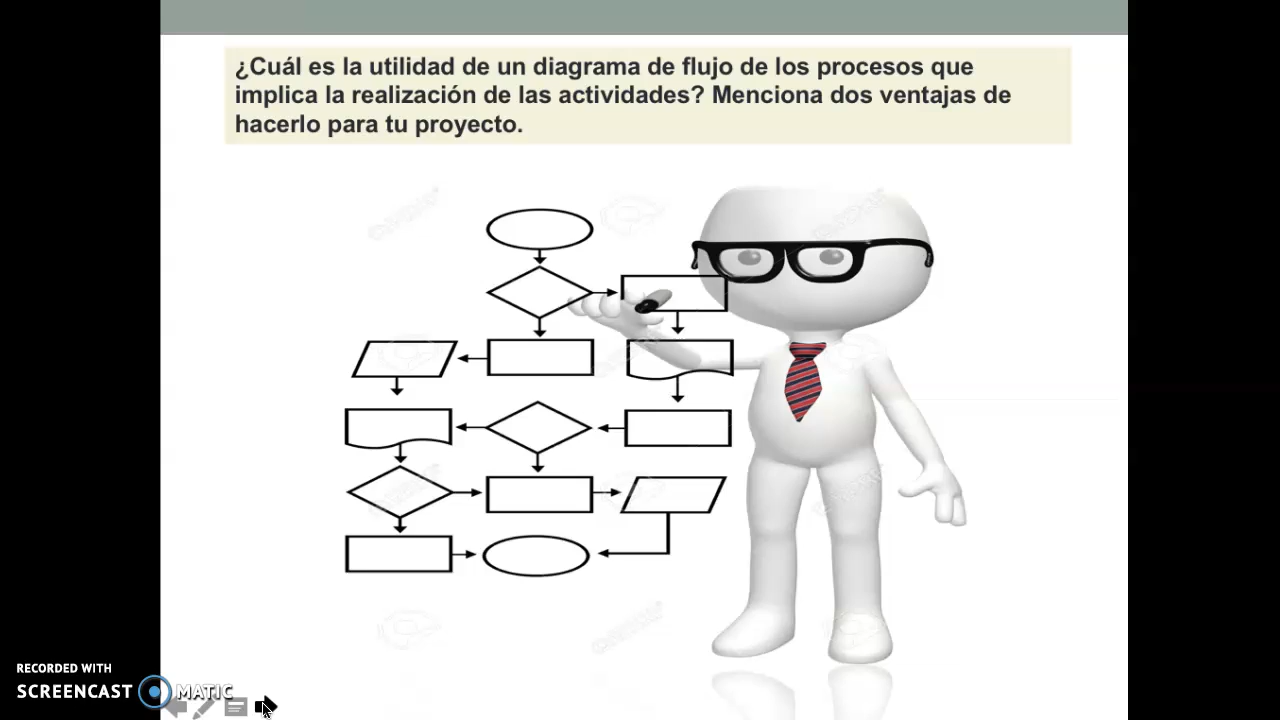 ¿Cuál es la utilidad de un diagrama de flujo de los procesos que
implica la realización de las actividades? Menciona dos ventajas de
hacerlo para tu proyecto.
RECORDED WITH
SCREENCAST MATIC